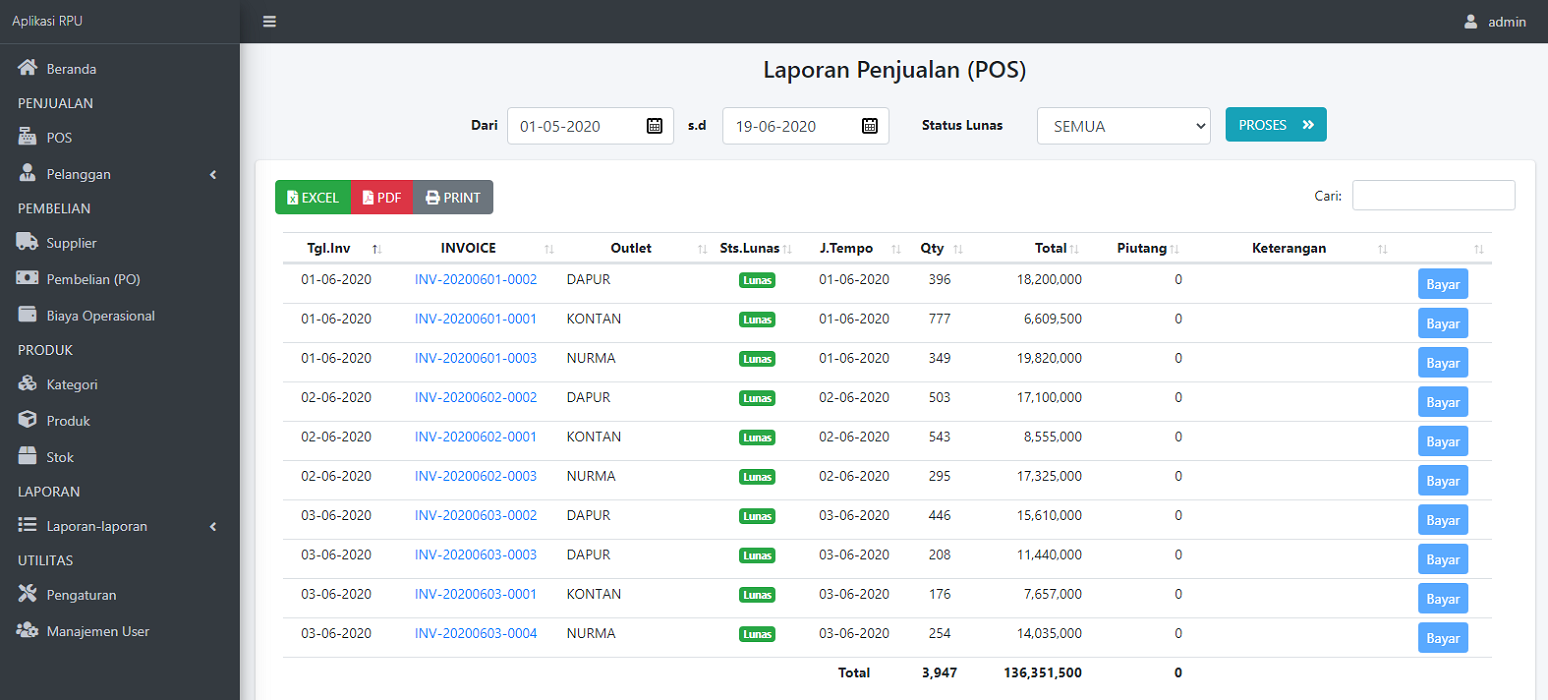 Aplikasi RPU
admin
Beranda
PENJUALAN
POS
Pelanggan
PEMBELIAN
Supplier
Pembelian (PO)
Biaya Operasional
PRODUK
Kategori
Produk
Stok
LAPORAN
Laporan-laporan
UTILITAS
Pengaturan
Manajemen User
Laporan Penjualan (POS)
Dari 01-05-2020 s.d 19-06-2020 Status Lunas SEMUA PROSES
EXCEL PDF PRINT Cari:
Tgl.Inv INVOICE Outlet Sts.Lunas J.Tempo Qty Total Piutang Keterangan
01-06-2020 INV-20200601-0002 DAPUR Lunas 01-06-2020 396 18,200,000 0 Bayar
01-06-2020 INV-20200601-0001 KONTAN Lunas 01-06-2020 777 6,609,500 0 Bayar
01-06-2020 INV-20200601-0003 NURMA Lunas 01-06-2020 349 19,820,000 0 Bayar
02-06-2020 INV-20200602-0002 DAPUR Lunas 02-06-2020 503 17,100,000 0 Bayar
02-06-2020 INV-20200602-0001 KONTAN Lunas 02-06-2020 543 8,555,000 0 Bayar
02-06-2020 INV-20200602-0003 NURMA Lunas 02-06-2020 295 17,325,000 0 Bayar
03-06-2020 INV-20200603-0002 DAPUR Lunas 03-06-2020 446 15,610,000 0 Bayar
03-06-2020 INV-20200603-0003 DAPUR Lunas 03-06-2020 208 11,440,000 0 Bayar
03-06-2020 INV-20200603-0001 KONTAN Lunas 03-06-2020 176 7,657,000 0 Bayar
03-06-2020 INV-20200603-0004 NURMA Lunas 03-06-2020 254 14,035,000 0 Bayar
Total 3,947 136,351,500 0